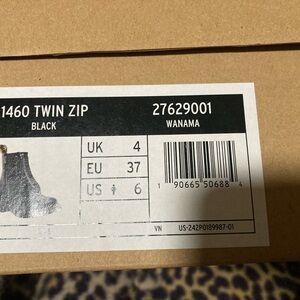 1460 TWIN ZIP
BLACK
27629001
WANAMA
UK 4
EU 37
US 6
1 90665 50688 4
VN US-242P0189987-01